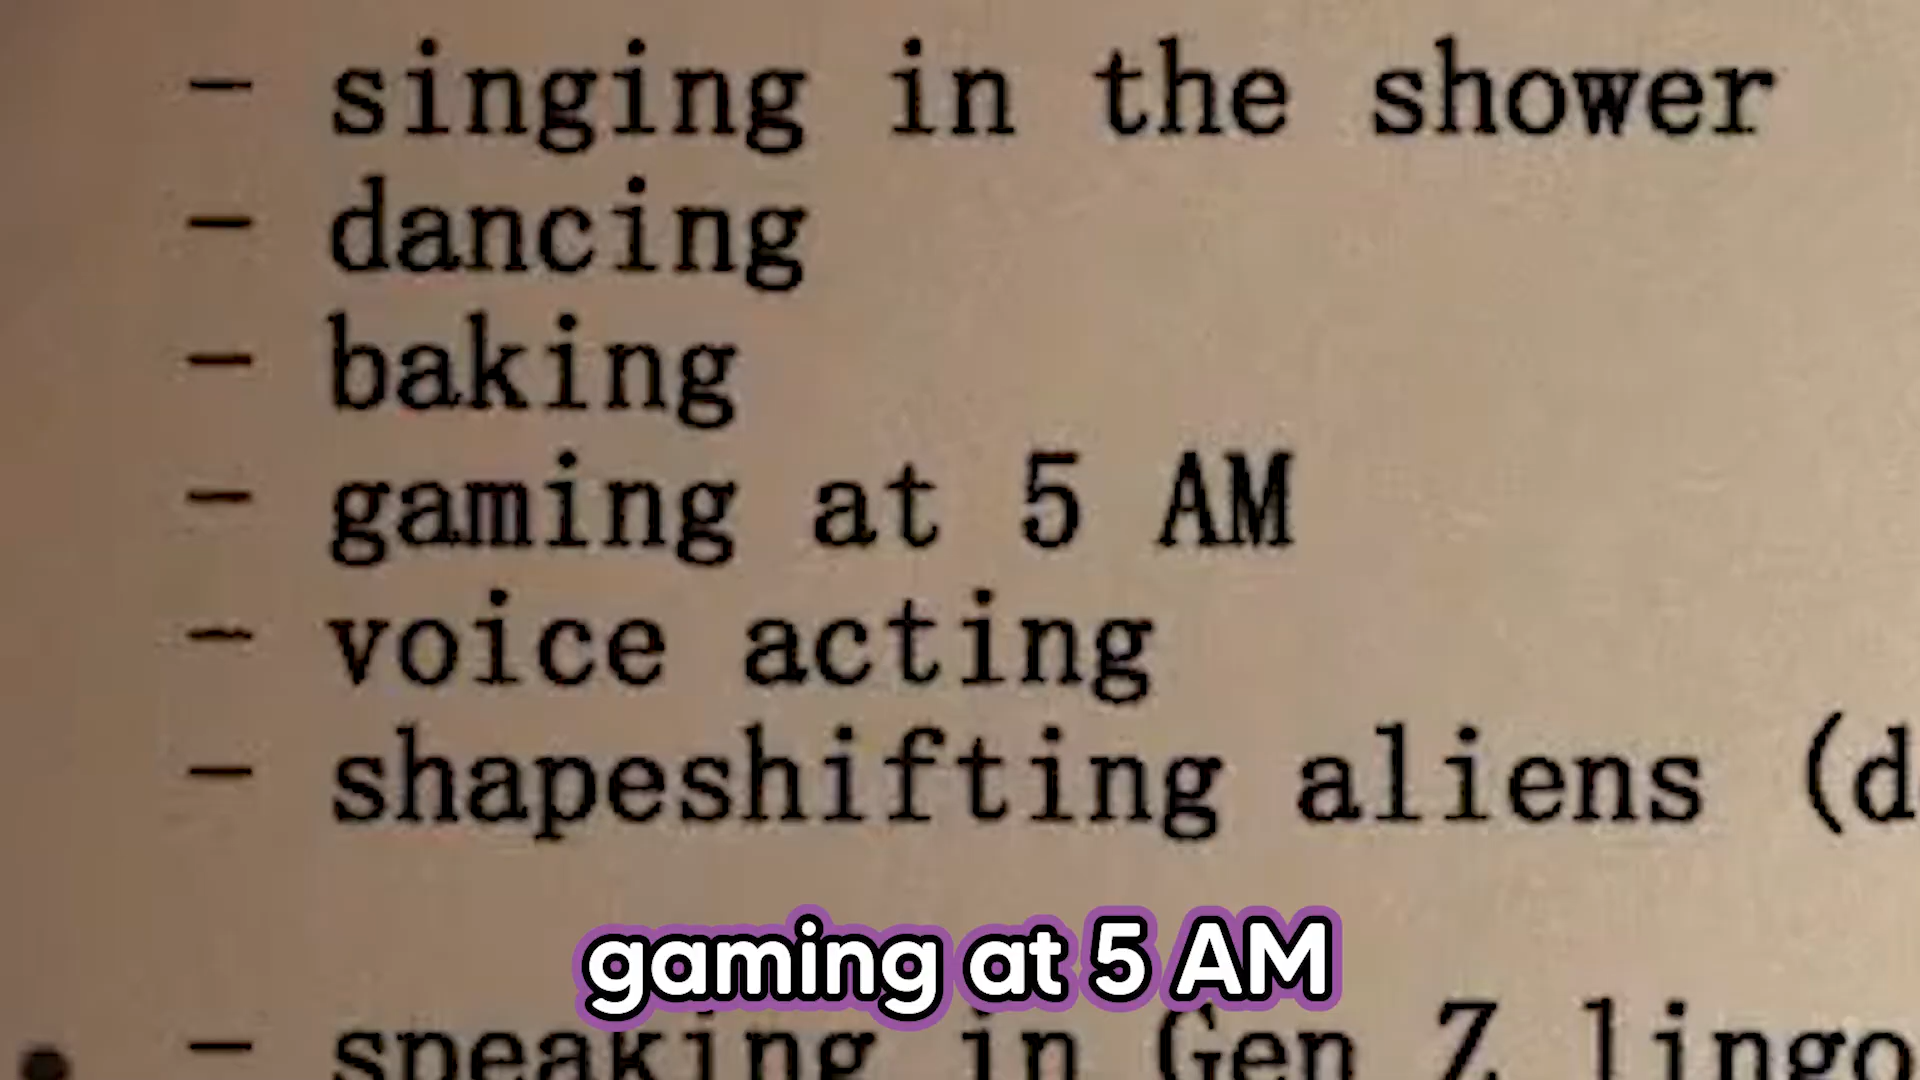 - singing in the shower
- dancing
- baking
- gaming at 5 AM
- voice acting
- shapeshifting aliens (d
gaming at 5 AM
- speaking in Gen Z lingo